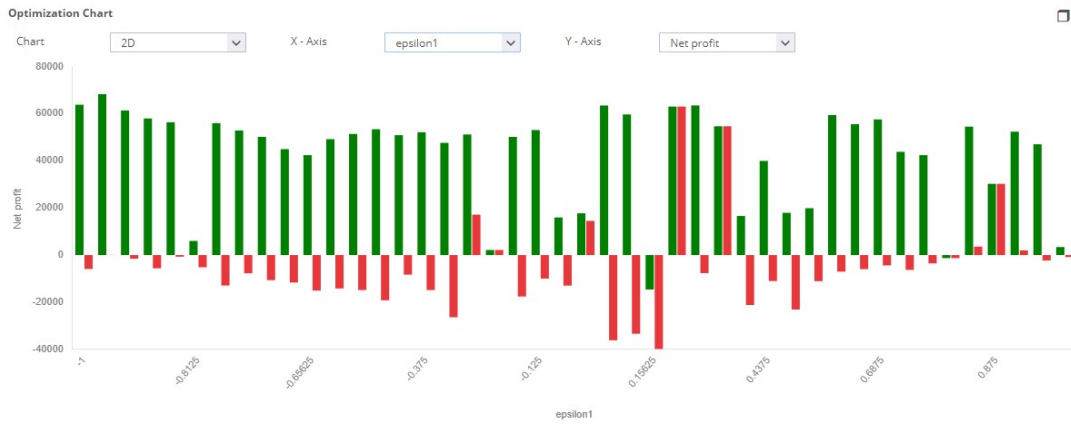 Optimization Chart
Chart 2D X - Axis epsilon1 Y - Axis Net profit
80000
60000
40000
20000
0
-20000
-40000
Net profit
-1 -0.8125 -0.65625 -0.375 -0.125 0.15625 0.4375 0.6875 0.875
epsilon1